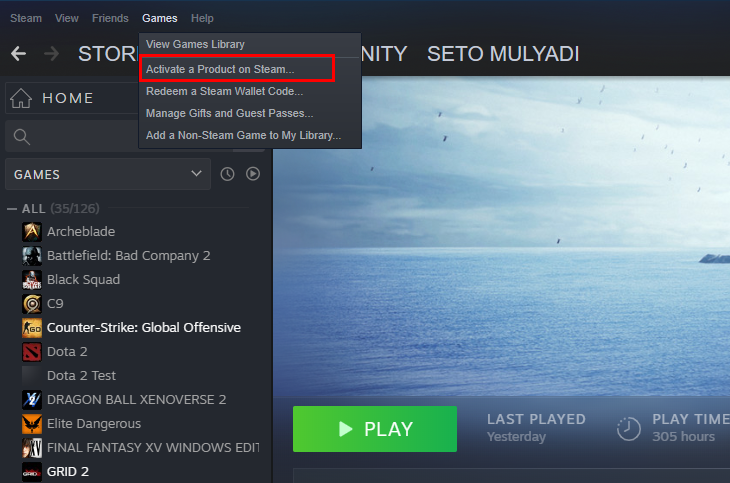 Steam View Friends Games Help
STOR
NITY SETO MULYADI
View Games Library
Activate a Product on Steam...
Redeem a Steam Wallet Code...
Manage Gifts and Guest Passes...
Add a Non-Steam Game to My Library...
HOME
GAMES
ALL (35/126)
Archeblade
Battlefield: Bad Company 2
Black Squad
C9
Counter-Strike: Global Offensive
Dota 2
Dota 2 Test
DRAGON BALL XENOVERSE 2
Elite Dangerous
FINAL FANTASY XV WINDOWS EDIT
GRID 2
PLAY
LAST PLAYED
Yesterday
PLAY TIME
305 hours